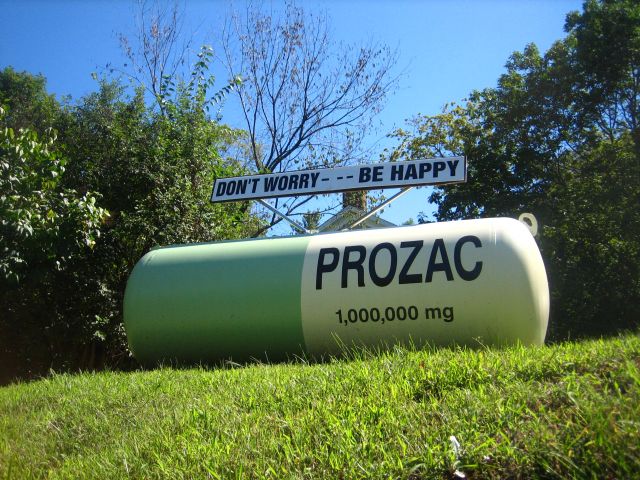 DON'T WORRY - - - BE HAPPY
PROZAC
1,000,000 mg